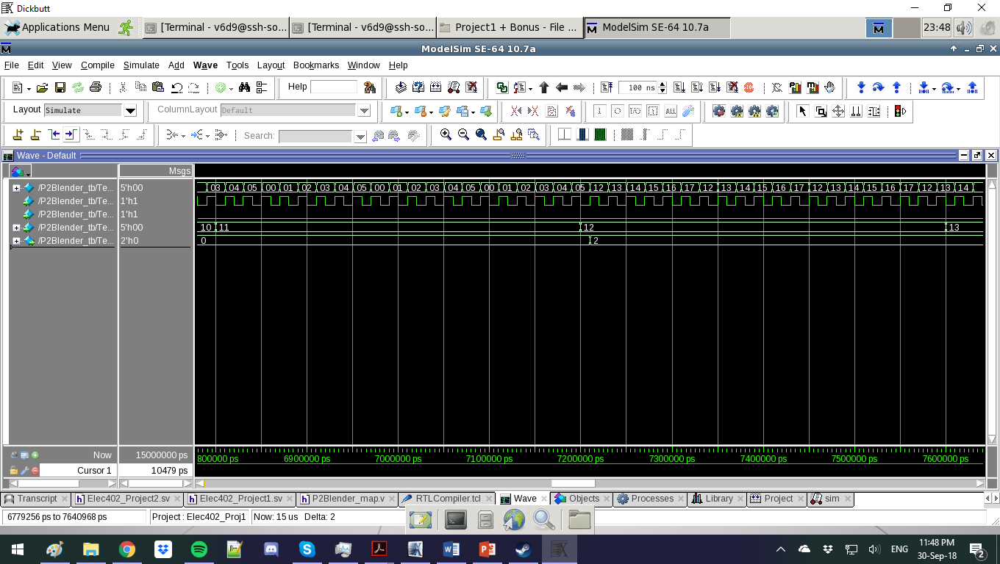 Dickbutt
Applications Menu [Terminal - v6d9@ssh-so... [Terminal - v6d9@ssh-so... Project1 + Bonus - File ... ModelSim SE-64 10.7a 23:48
ModelSim SE-64 10.7a
File Edit View Compile Simulate Add Wave Tools Layout Bookmarks Window Help
Help 100 ns
Layout Simulate ColumnLayout Default
Search:
Wave - Default
Msgs
/P2Blender_tb/Te... 5'h00 03 04 05 00 01 02 03 04 05 00 01 02 03 04 05 00 01 02 03 04 05 12 13 14 15 16 17 12 13 14 15 16 17 12 13 14 15 16 17 12 13 14
/P2Blender_tb/Te... 1'h1
/P2Blender_tb/Te... 1'h1
/P2Blender_tb/Te... 5'h00 10 11 12 13
/P2Blender_tb/Te... 2'h0 0 2
Now 15000000 ps 800000 ps 6900000 ps 7000000 ps 7100000 ps 7200000 ps 7300000 ps 7400000 ps 7500000 ps 7600000 ps
Cursor 1 10479 ps
Transcript Elec402_Project2.sv Elec402_Project1.sv P2Blender_map.v RTLCompiler.tcl Wave Objects Processes Library Project sim
6779256 ps to 7640968 ps Project : Elec402_Proj1 Now: 15 us Delta: 2
ENG 11:48 PM
30-Sep-18 2